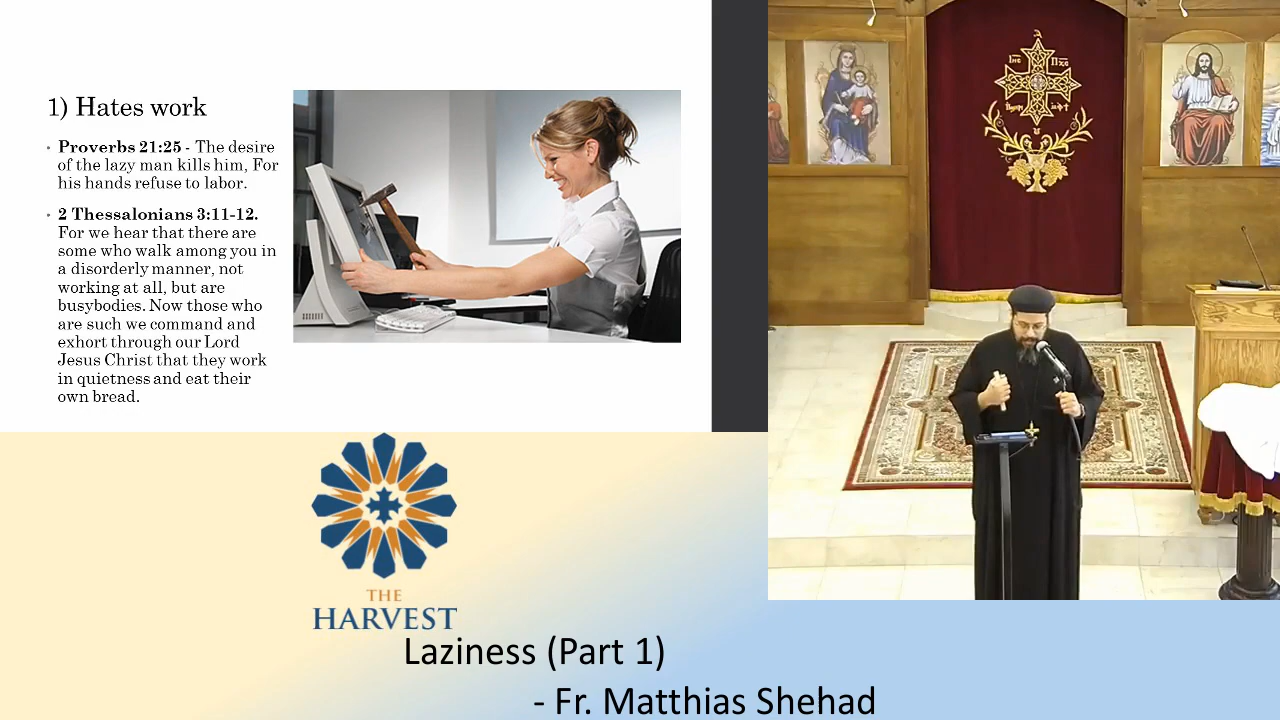 1) Hates work
• Proverbs 21:25 - The desire
of the lazy man kills him, For
his hands refuse to labor.
• 2 Thessalonians 3:11-12.
For we hear that there are
some who walk among you in
a disorderly manner, not
working at all, but are
busybodies. Now those who
are such we command and
exhort through our Lord
Jesus Christ that they work
in quietness and eat their
own bread.
THE
HARVEST
Laziness (Part 1)
- Fr. Matthias Shehad